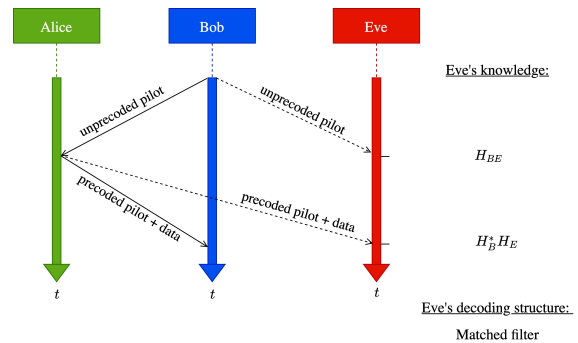 Alice
Bob
Eve
Eve's knowledge:
unprecoded pilot
unprecoded pilot
H_{BE}
precoded pilot + data
precoded pilot + data
H_B^* H_E
t
t
t
Eve's decoding structure:
Matched filter